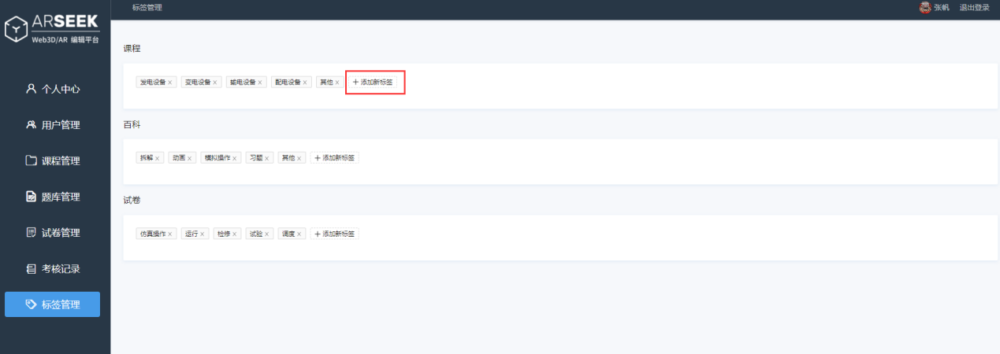 ARSEEK
Web3D/AR 编辑平台
标签管理
张帆 退出登录
个人中心
用户管理
课程管理
题库管理
试卷管理
考核记录
标签管理
课程
发电设备 × 变电设备 × 输电设备 × 配电设备 × 其他 × + 添加新标签
百科
拆解 × 动画 × 模拟操作 × 习题 × 其他 × + 添加新标签
试卷
仿真操作 × 运行 × 检修 × 试验 × 调度 × + 添加新标签